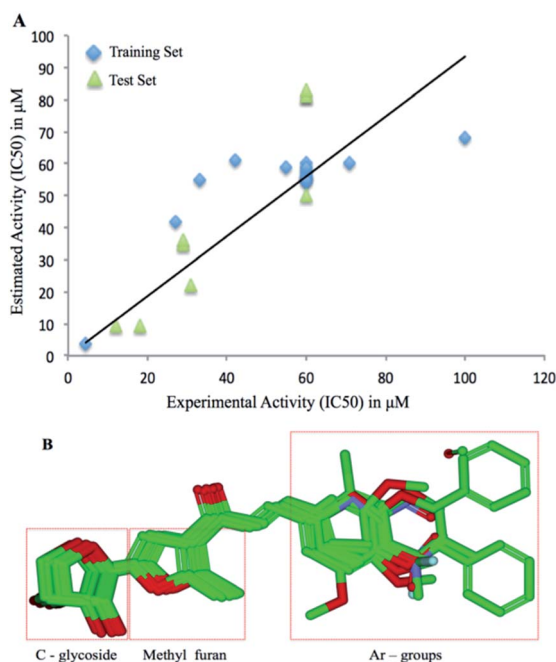 A
Training Set
Test Set
Estimated Activity (IC50) in μM
100
90
80
70
60
50
40
30
20
10
0
0 20 40 60 80 100 120
Experimental Activity (IC50) in μM
B
C - glycoside Methyl furan Ar – groups